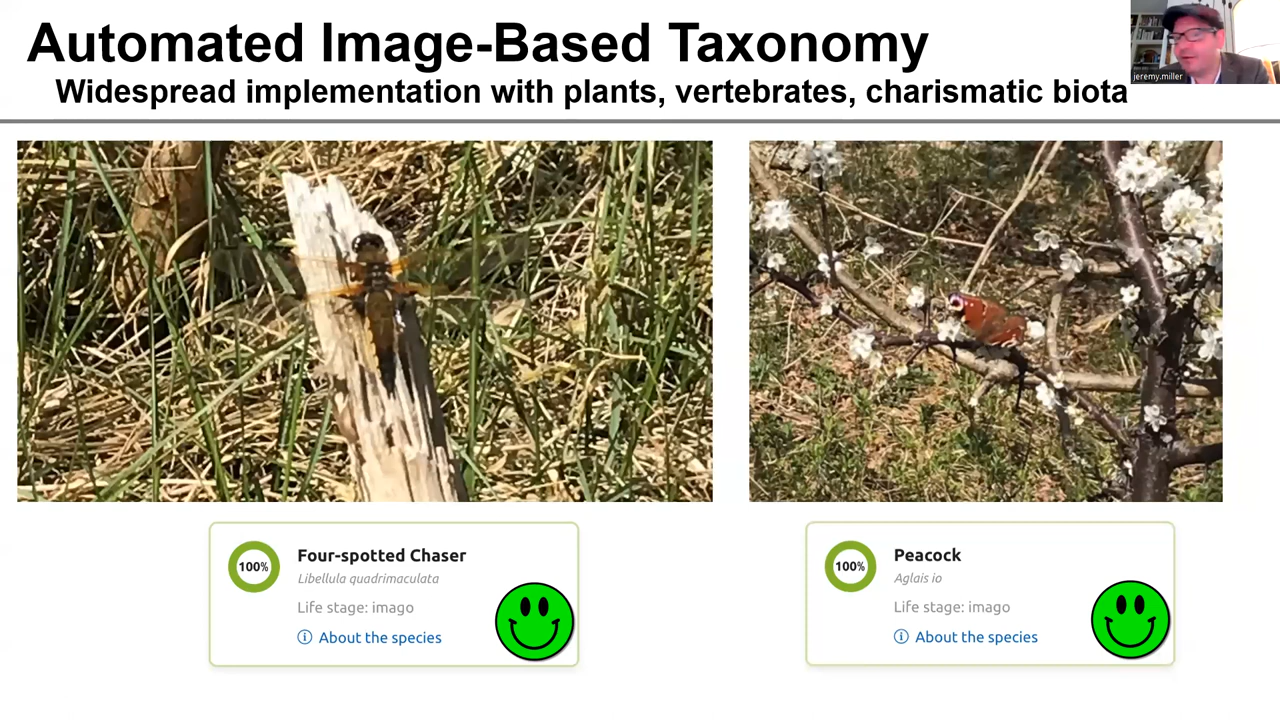 Automated Image-Based Taxonomy
Widespread implementation with plants, vertebrates, charismatic biota
jeremy.miller
100%
Four-spotted Chaser
Libellula quadrimaculata
Life stage: imago
About the species
100%
Peacock
Aglais io
Life stage: imago
About the species